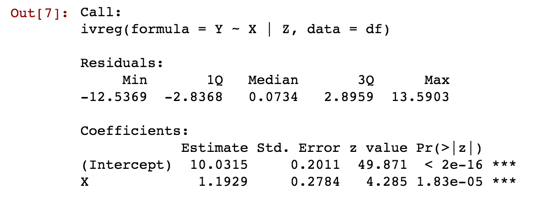 Out[7]: Call:
ivreg(formula = Y ~ X | Z, data = df)
Residuals:
Min 1Q Median 3Q Max
-12.5369 -2.8368 0.0734 2.8959 13.5903
Coefficients:
Estimate Std. Error z value Pr(>|z|)
(Intercept) 10.0315 0.2011 49.871 < 2e-16 ***
X 1.1929 0.2784 4.285 1.83e-05 ***